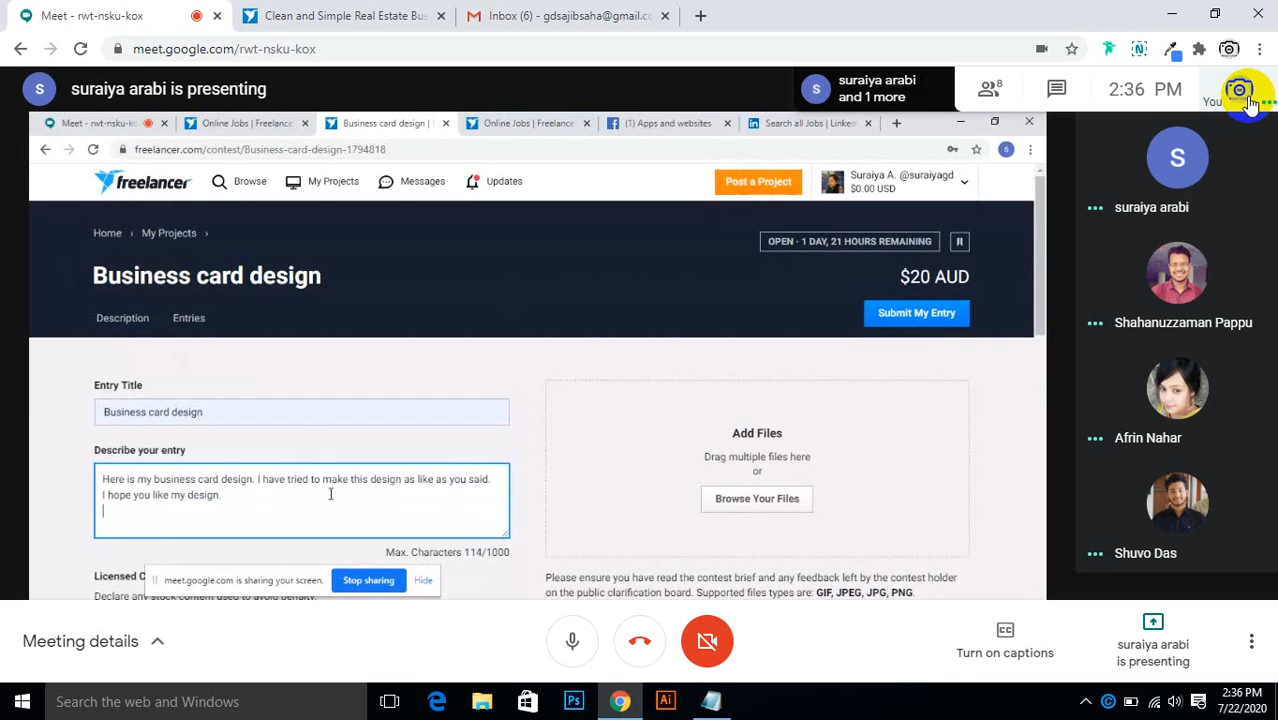 Meet - rwt-nsku-kox
Clean and Simple Real Estate Bu
Inbox (6) - gdsajibsaha@gmail.co
meet.google.com/rwt-nsku-kox
S
suraiya arabi is presenting
S
suraiya arabi
and 1 more
8
2:36 PM
You
Meet - rwt-nsku-kox
Online Jobs | Freelance
Business card design |
Online Jobs | Freelance
(1) Apps and websites
Search all Jobs | Linke
freelancer.com/contest/Business-card-design-1794818
S
freelancer
Browse
My Projects
Messages
Updates
Post a Project
Suraiya A. @suraiyagd
$0.00 USD
Home › My Projects ›
OPEN · 1 DAY, 21 HOURS REMAINING
Business card design
$20 AUD
Description
Entries
Submit My Entry
Entry Title
Business card design
Describe your entry
Here is my business card design. I have tried to make this design as like as you said.
I hope you like my design.
Max. Characters 114/1000
Licensed C
meet.google.com is sharing your screen.
Stop sharing
Hide
Declare any stock content used to avoid penalty.
Add Files
Drag multiple files here
or
Browse Your Files
Please ensure you have read the contest brief and any feedback left by the contest holder
on the public clarification board. Supported files types are: GIF, JPEG, JPG, PNG.
S
suraiya arabi
Shahanuzzaman Pappu
Afrin Nahar
Shuvo Das
Meeting details
CC
Turn on captions
suraiya arabi
is presenting
Search the web and Windows
Ps
Ai
2:36 PM
7/22/2020